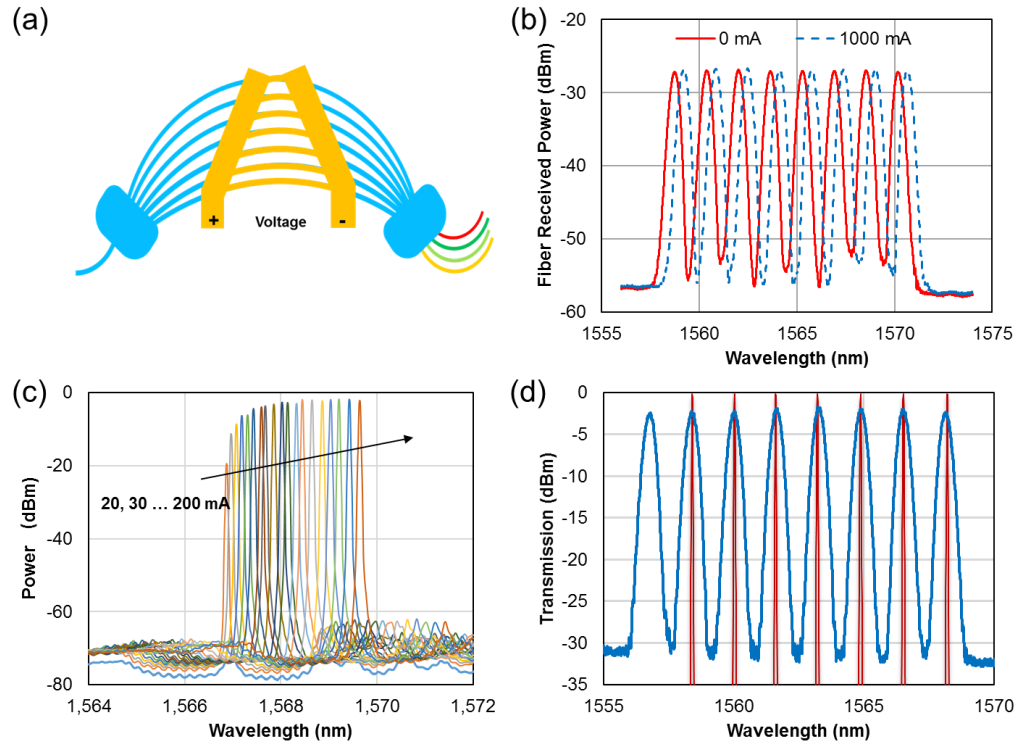 (a)
+
Voltage
-
(b)
0 mA
1000 mA
Fiber Received Power (dBm)
-20
-30
-40
-50
-60
1555
1560
1565
1570
1575
Wavelength (nm)
(c)
Power (dBm)
0
-20
-40
-60
-80
20, 30 … 200 mA
1,564
1,566
1,568
1,570
1,572
Wavelength (nm)
(d)
Transmission (dBm)
0
-5
-10
-15
-20
-25
-30
-35
1555
1560
1565
1570
Wavelength (nm)